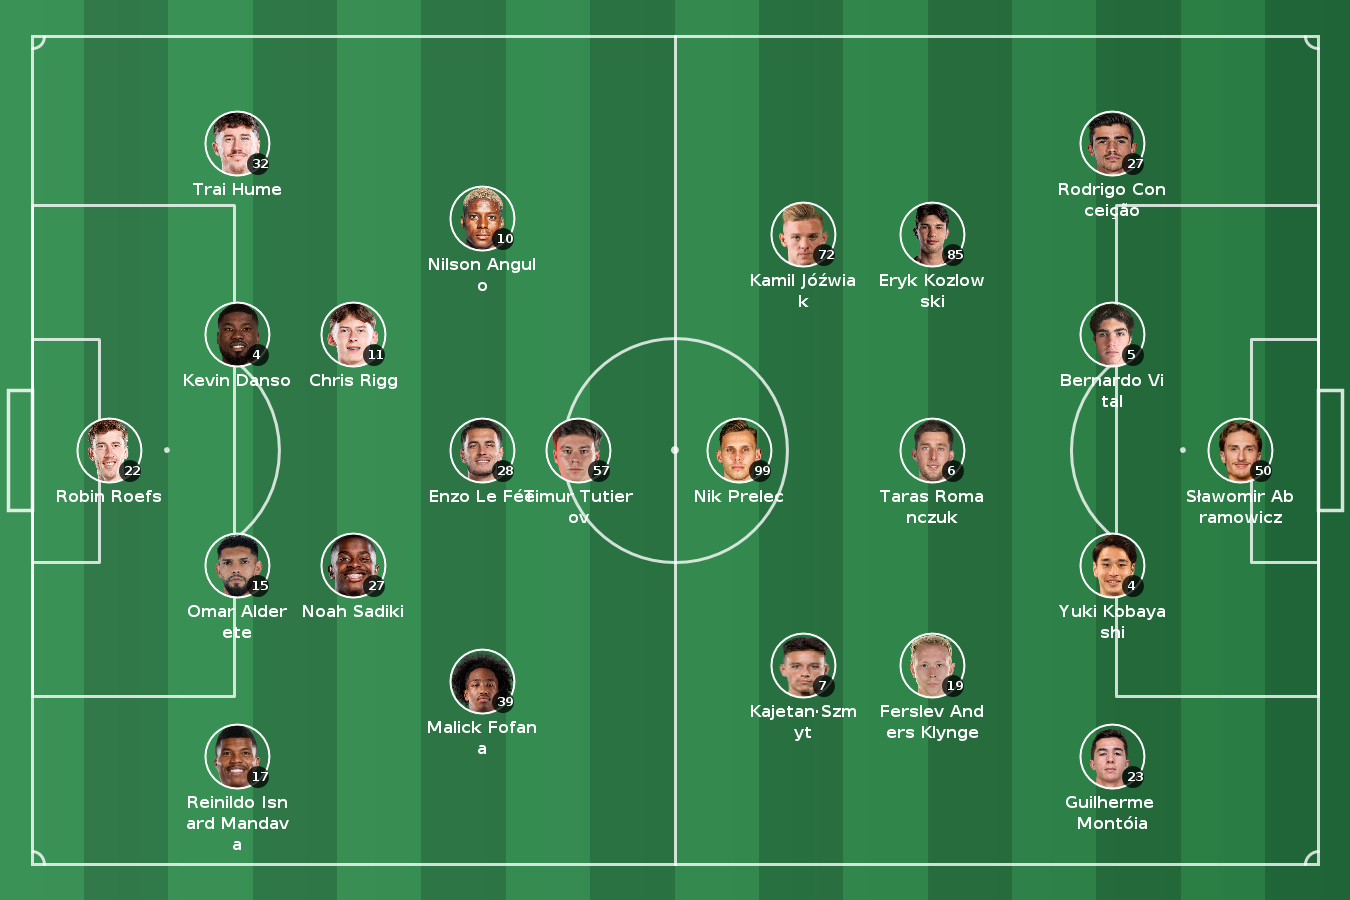 32
Trai Hume
10
Nilson Angul
o
4
Kevin Danso
11
Chris Rigg
22
Robin Roefs
28
Enzo Le Fée
57
Timur Tutier
ov
15
Omar Alder
ete
27
Noah Sadiki
39
Malick Fofan
a
17
Reinildo Isn
ard Mandav
a
72
Kamil Jóźwia
k
85
Eryk Kozlow
ski
27
Rodrigo Con
ceição
5
Bernardo Vi
tal
99
Nik Prelec
6
Taras Roma
nczuk
50
Sławomir Ab
ramowicz
4
Yuki Kobaya
shi
7
Kajetan·Szm
yt
19
Ferslev And
ers Klynge
23
Guilherme
Montóia